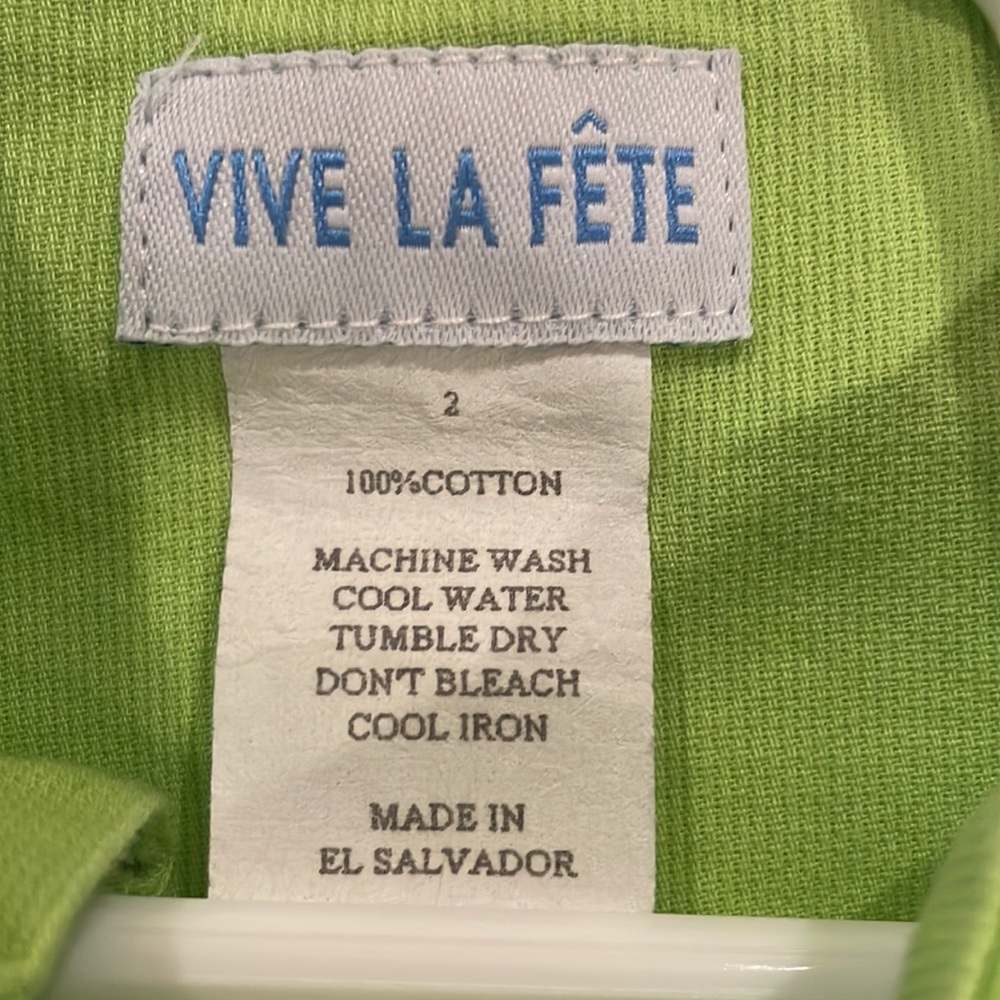 VIVE LA FÊTE
2
100%COTTON
MACHINE WASH
COOL WATER
TUMBLE DRY
DON'T BLEACH
COOL IRON
MADE IN
EL SALVADOR